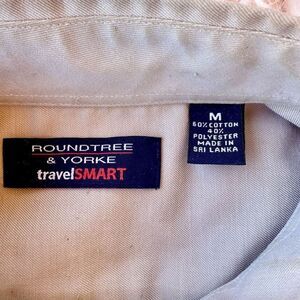 ROUNDTREE
& YORKE
travelSMART
M
60% COTTON
40%
POLYESTER
MADE IN
SRI LANKA